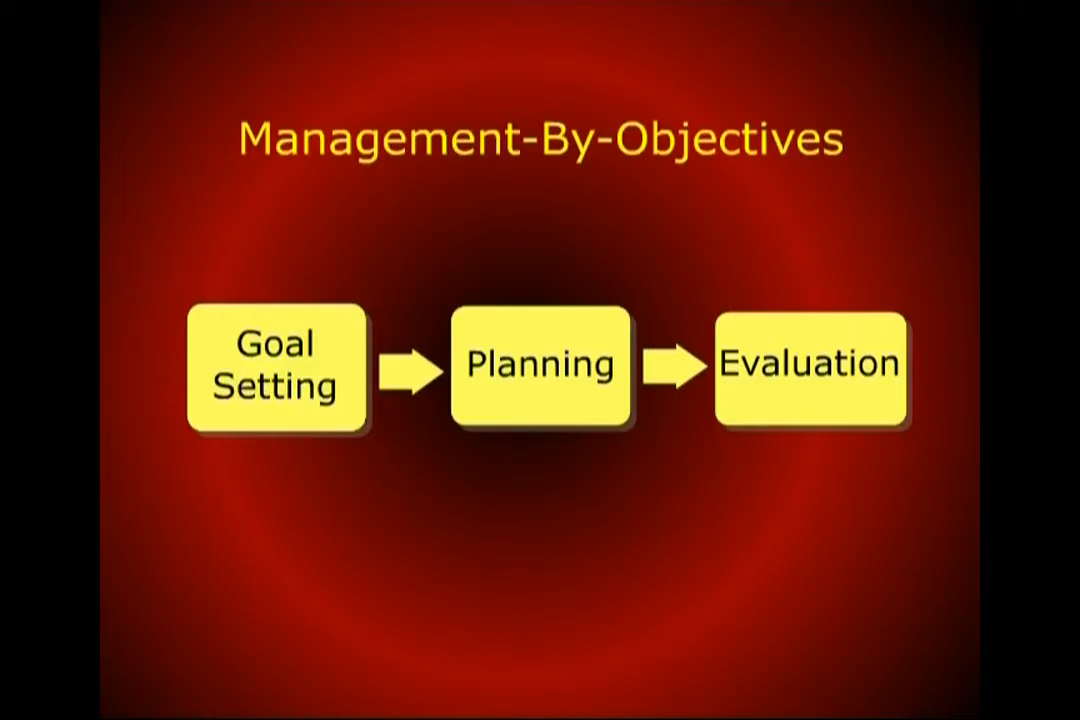 Management-By-Objectives
Goal
Setting
Planning
Evaluation